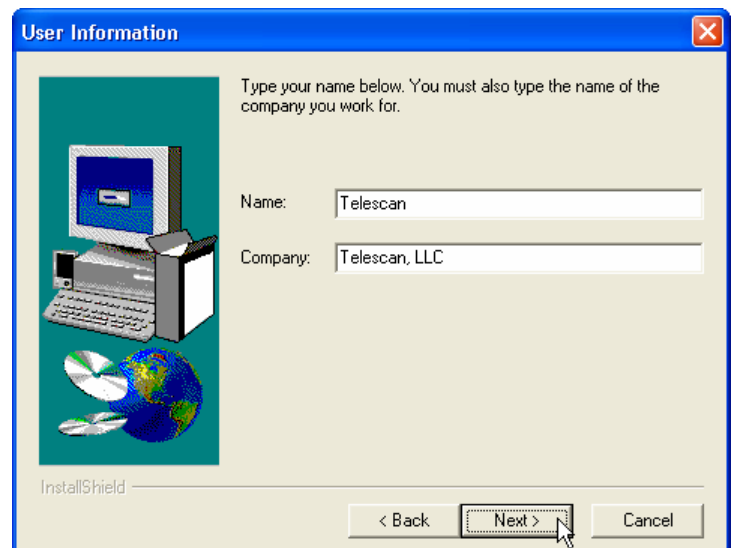 User Information
Type your name below. You must also type the name of the
company you work for.
Name: Telescan
Company: Telescan, LLC
InstallShield
< Back Next > Cancel